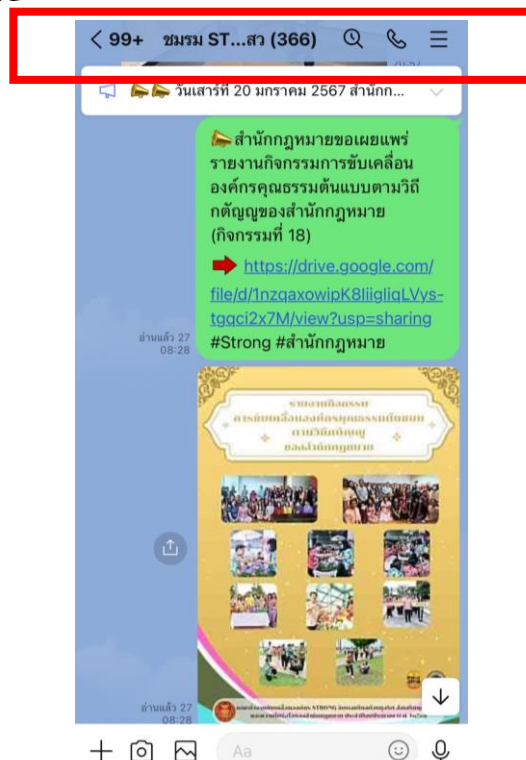 99+ ชมรม ST...สว (366)
20:57
วันเสาร์ที่ 20 มกราคม 2567 สำนักก...
สำนักกฎหมายขอเผยแพร่
รายงานกิจกรรมการขับเคลื่อน
องค์กรคุณธรรมต้นแบบตามวิถี
กตัญญูของสำนักกฎหมาย
(กิจกรรมที่ 18)
https://drive.google.com/
file/d/1nzqaxowipK8liigliqLVys-
tgqci2x7M/view?usp=sharing
#Strong #สำนักกฎหมาย
อ่านแล้ว 27
08:28
รายงานกิจกรรม
การขับเคลื่อนองค์กรคุณธรรมต้นแบบ
ตามวิถีกตัญญู
ของสำนักกฎหมาย
อ่านแล้ว 27
08:28
Aa